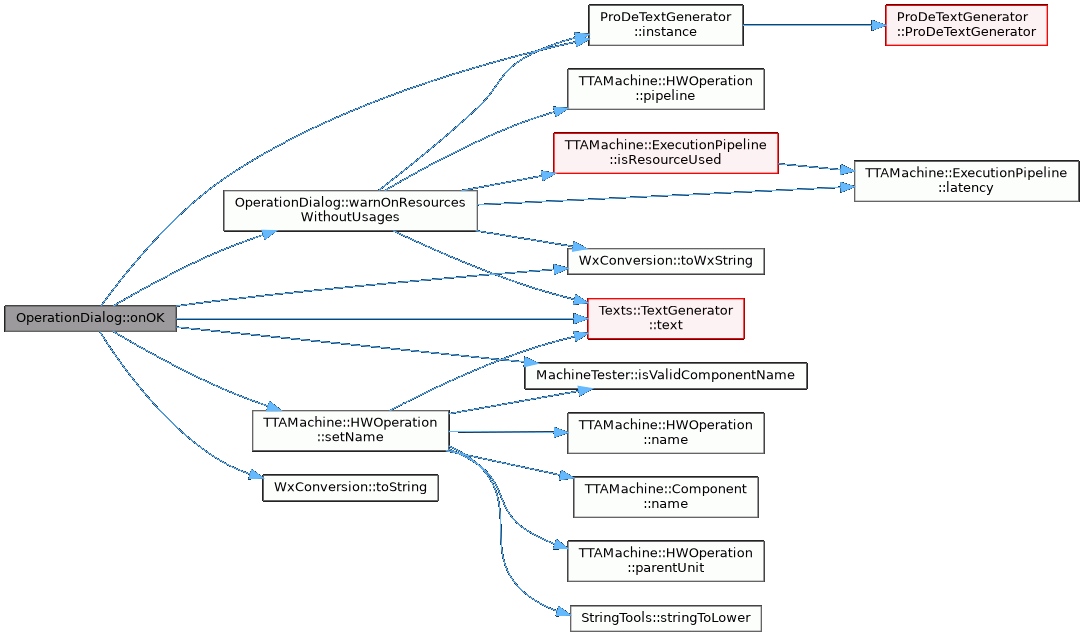 ProDeTextGenerator
::instance
ProDeTextGenerator
::ProDeTextGenerator
TTAMachine::HWOperation
::pipeline
TTAMachine::ExecutionPipeline
::isResourceUsed
TTAMachine::ExecutionPipeline
::latency
OperationDialog::warnOnResources
WithoutUsages
WxConversion::toWxString
OperationDialog::onOK
Texts::TextGenerator
::text
MachineTester::isValidComponentName
TTAMachine::HWOperation
::setName
TTAMachine::HWOperation
::name
WxConversion::toString
TTAMachine::Component
::name
TTAMachine::HWOperation
::parentUnit
StringTools::stringToLower